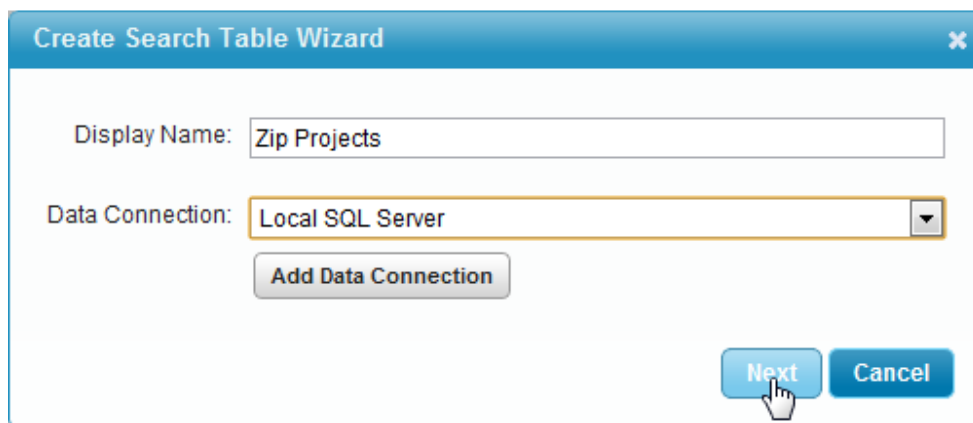 Create Search Table Wizard
Display Name: Zip Projects
Data Connection: Local SQL Server
Add Data Connection
Next Cancel